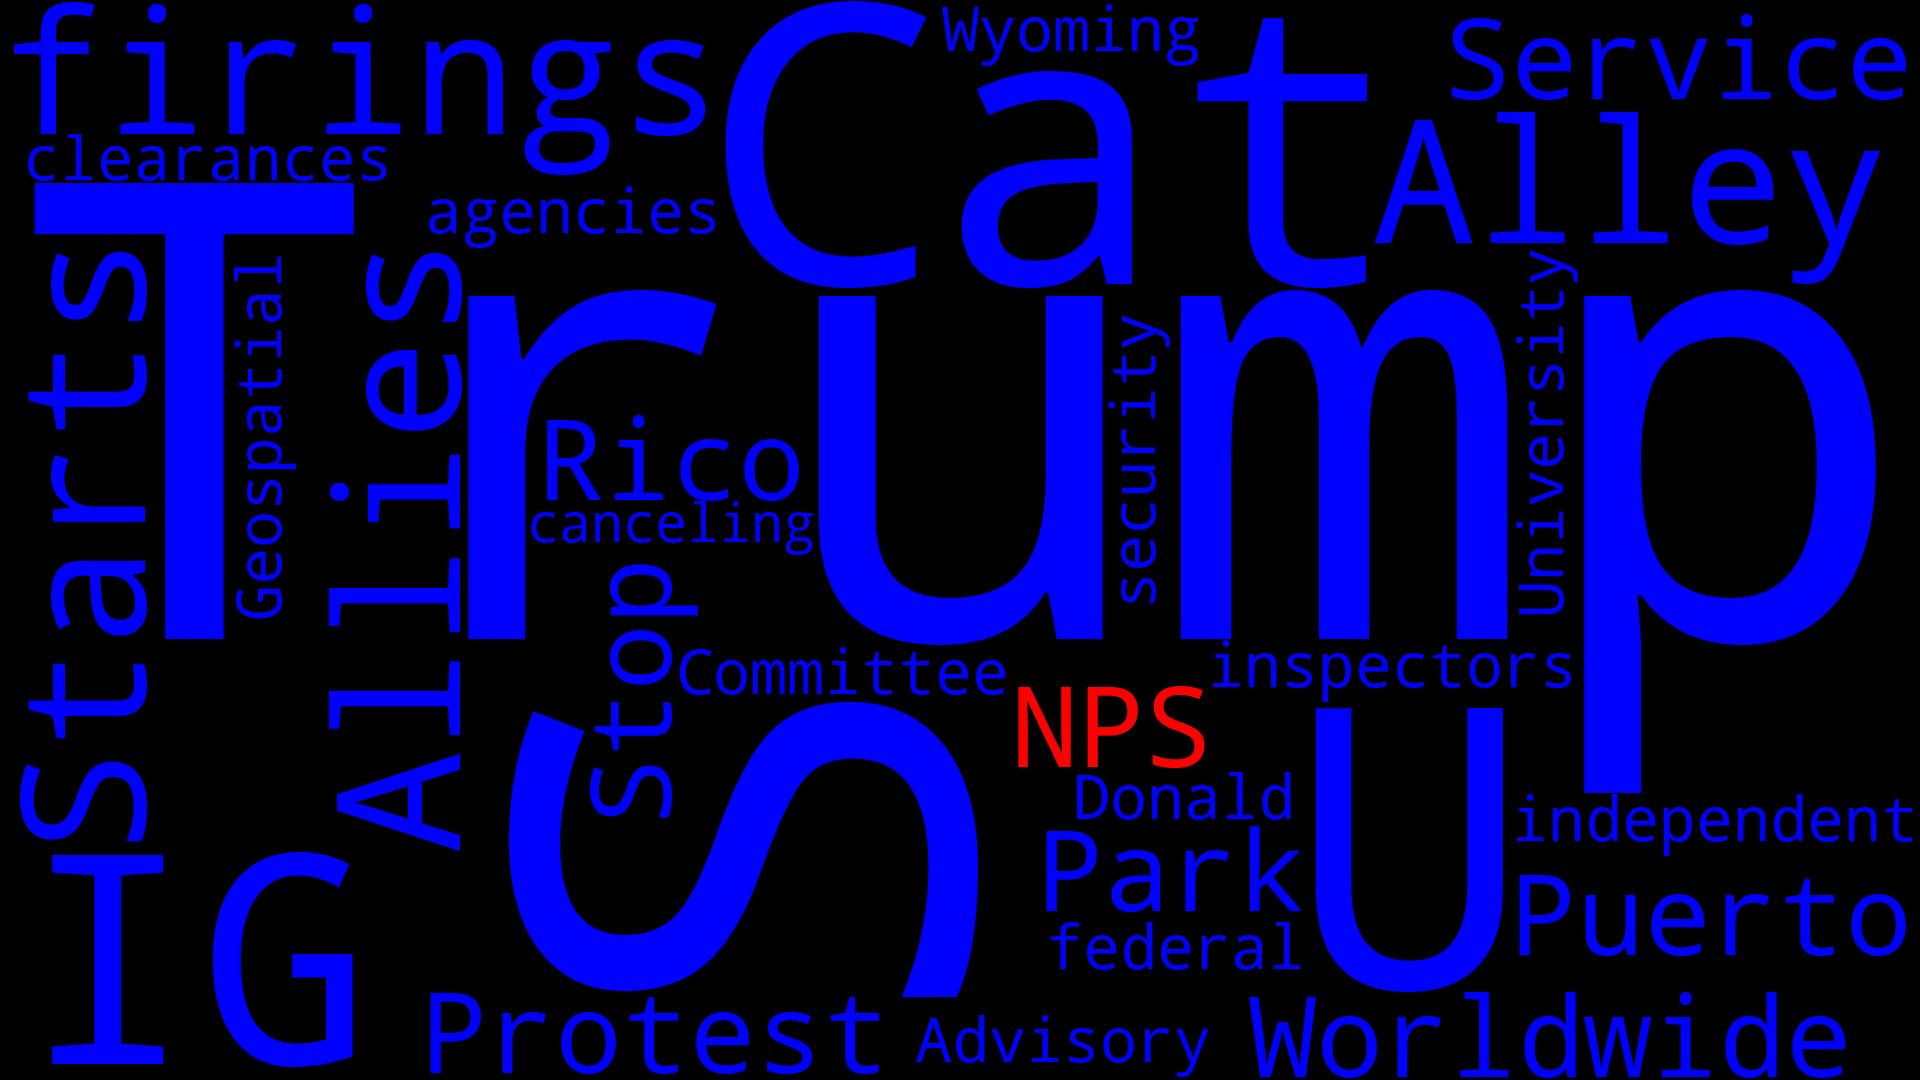 firings
Cat
Wyoming
Service
clearances
agencies
Alley
Trump
Starts
Geospatial
Allies
Rico
canceling
security
University
Stop
Committee
NPS
inspectors
S
U
Donald
independent
Park
IG
Puerto
federal
Protest
Advisory
Worldwide